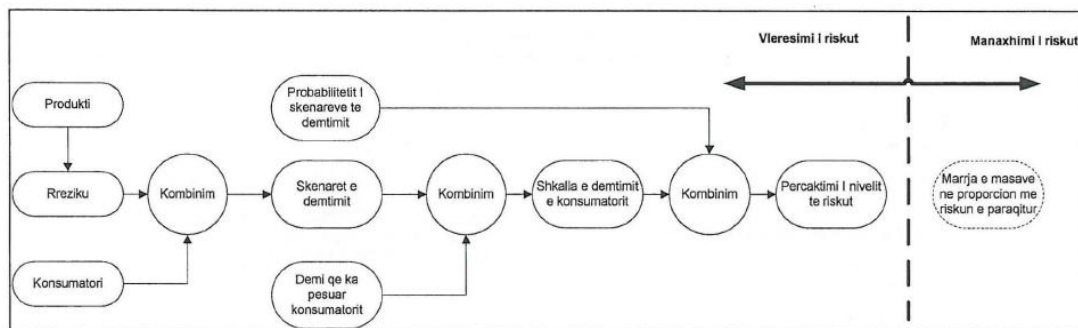 Vleresimi I riskut
Manaxhimi I riskut
Produkti
Probabilitetit I
skenareve te
demtimit
Rreziku
Kombinim
Skenaret e
demtimit
Kombinim
Shkalla e demtimit
e konsumatorit
Kombinim
Percaktimi I nivelit
te riskut
Marrja e masave
ne proporcion me
riskun e paraqitur
Konsumatori
Demi qe ka
pesuar
konsumatorit